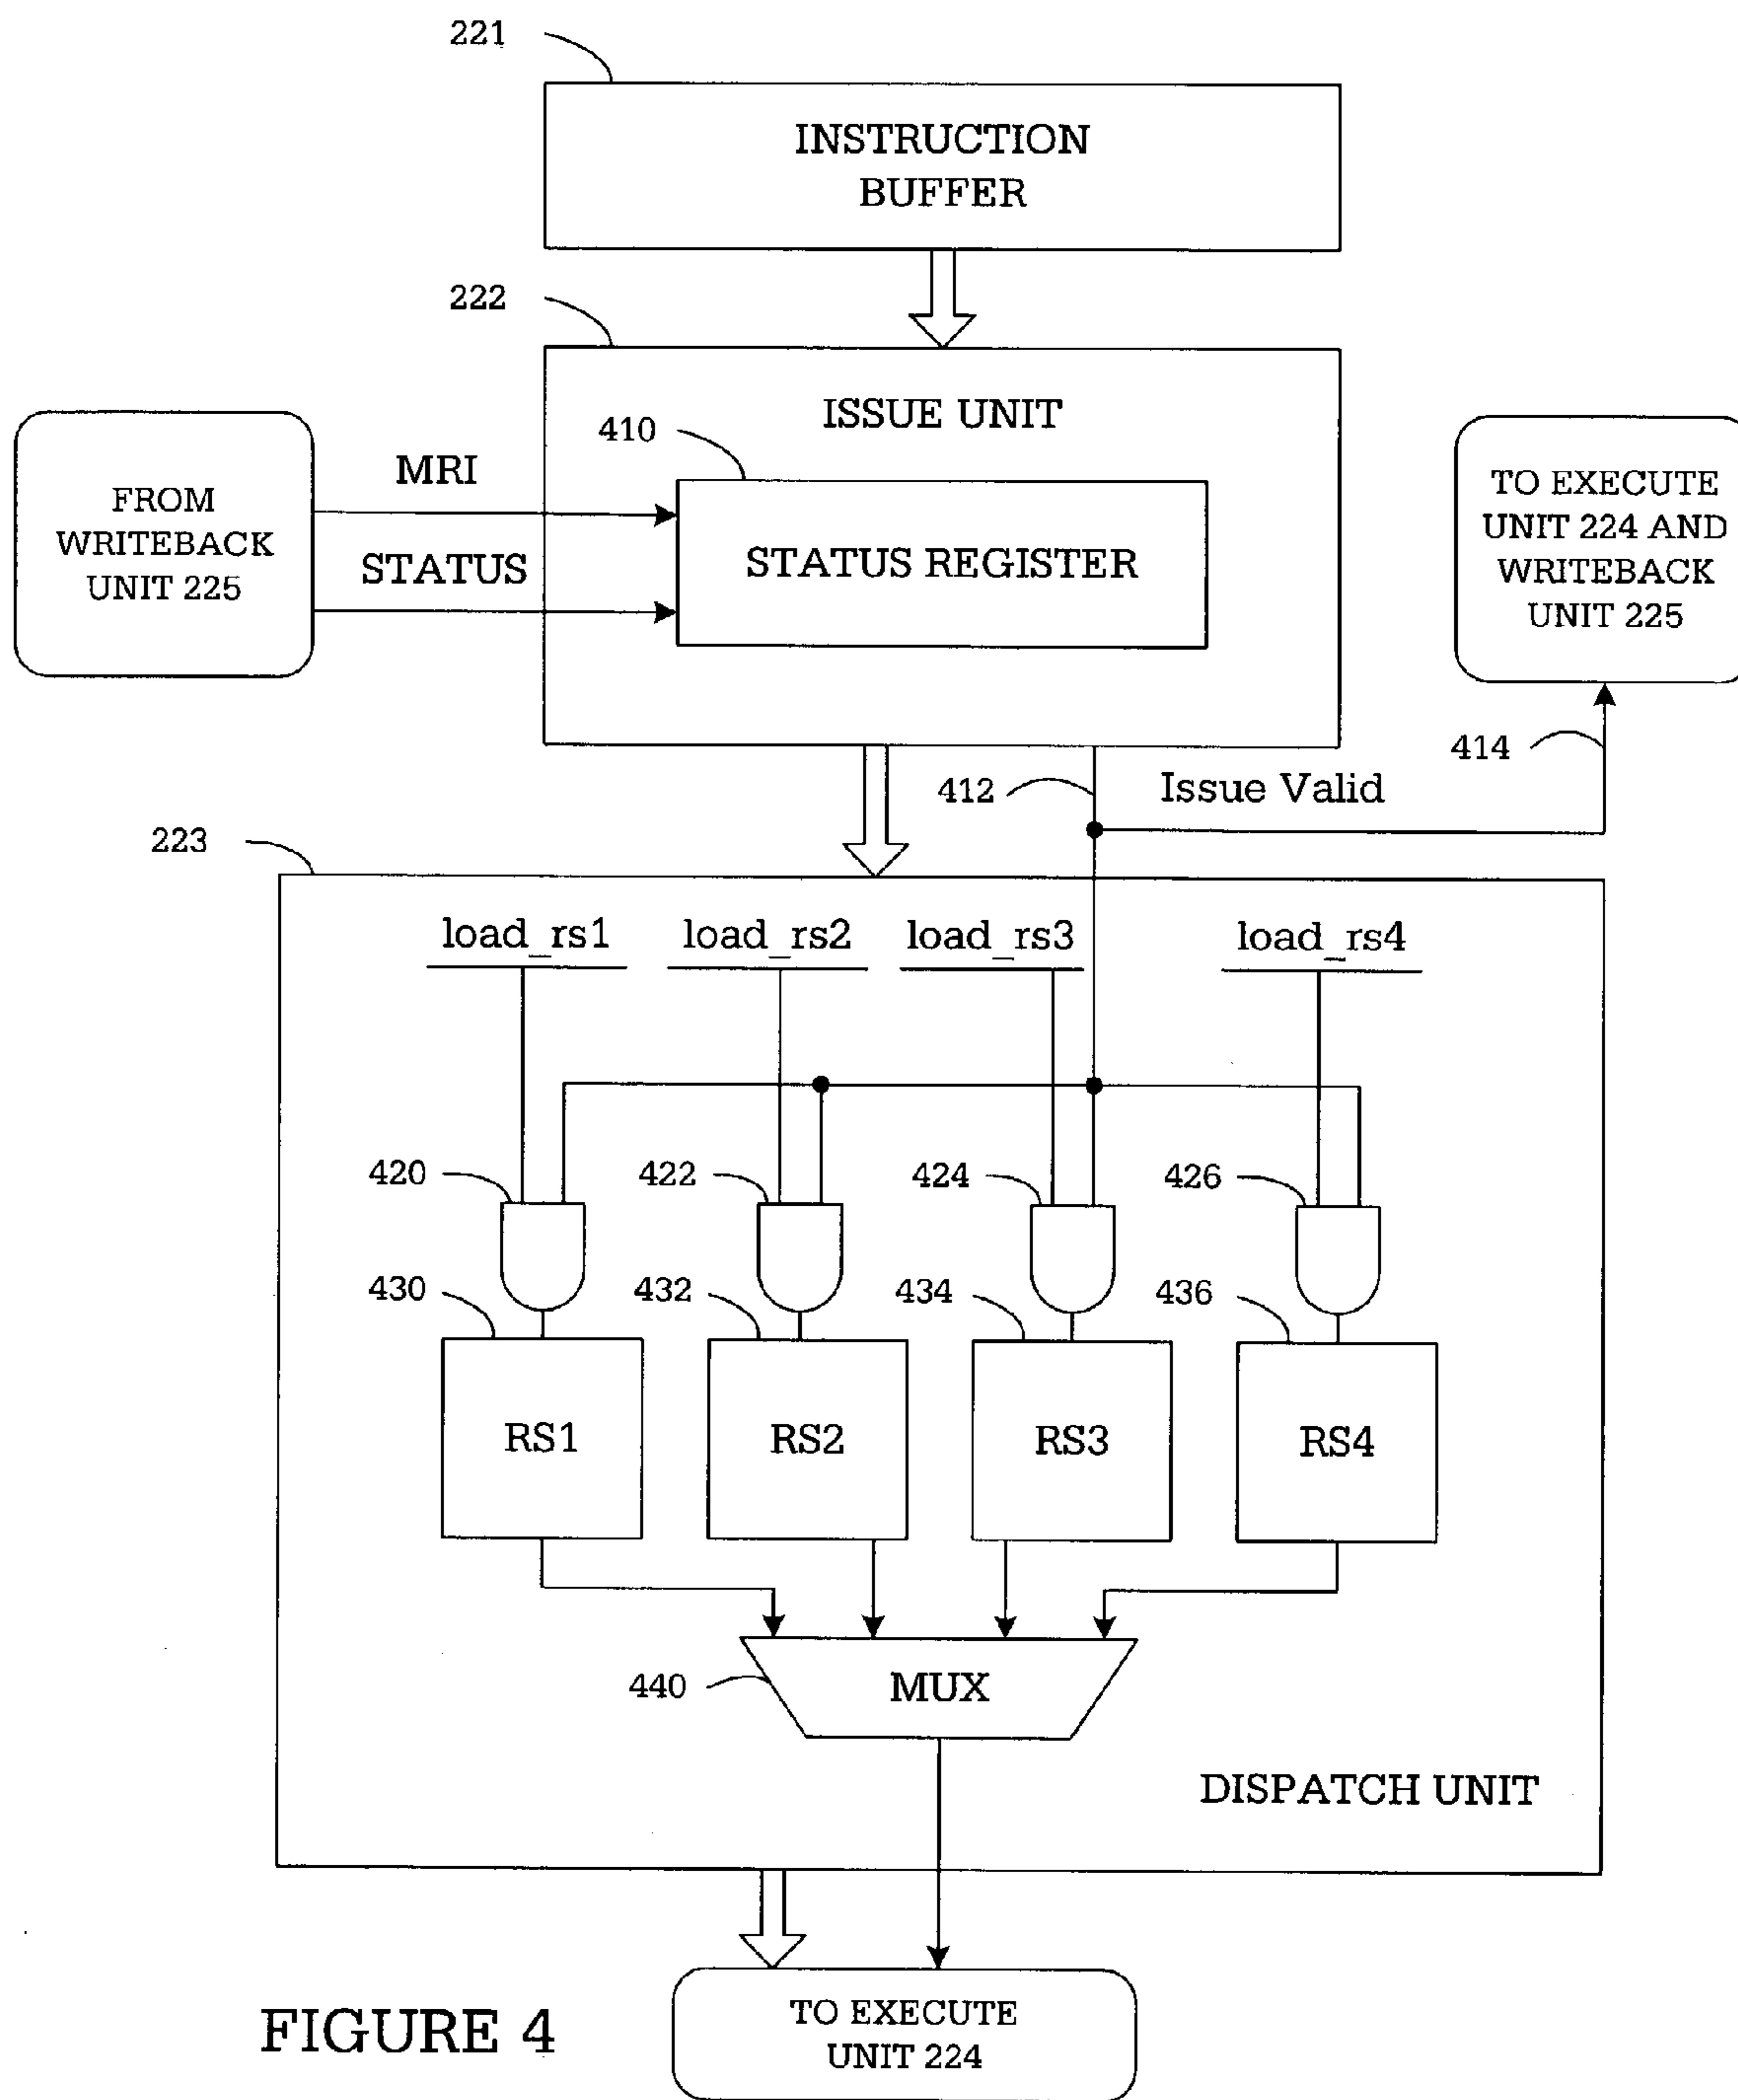 221
INSTRUCTION
BUFFER
222
ISSUE UNIT
410
STATUS REGISTER
MRI
STATUS
FROM
WRITEBACK
UNIT 225
TO EXECUTE
UNIT 224 AND
WRITEBACK
UNIT 225
414
412
Issue Valid
223
load_rs1
load_rs2
load_rs3
load_rs4
420
422
424
426
430
432
434
436
RS1
RS2
RS3
RS4
440
MUX
DISPATCH UNIT
TO EXECUTE
UNIT 224
FIGURE 4